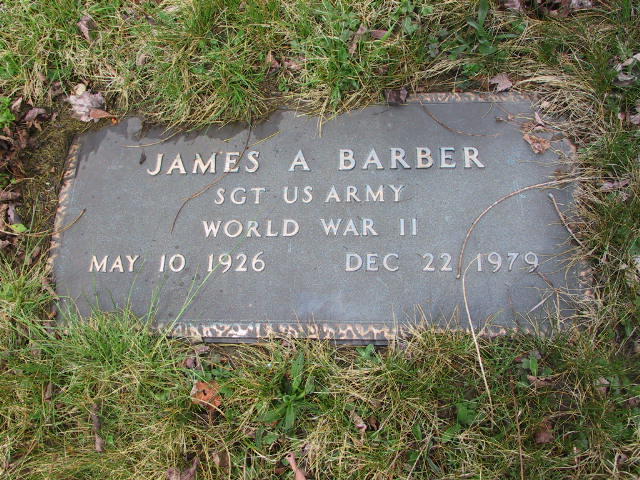 JAMES A BARBER
SGT US ARMY
WORLD WAR II
MAY 10 1926 DEC 22 1979